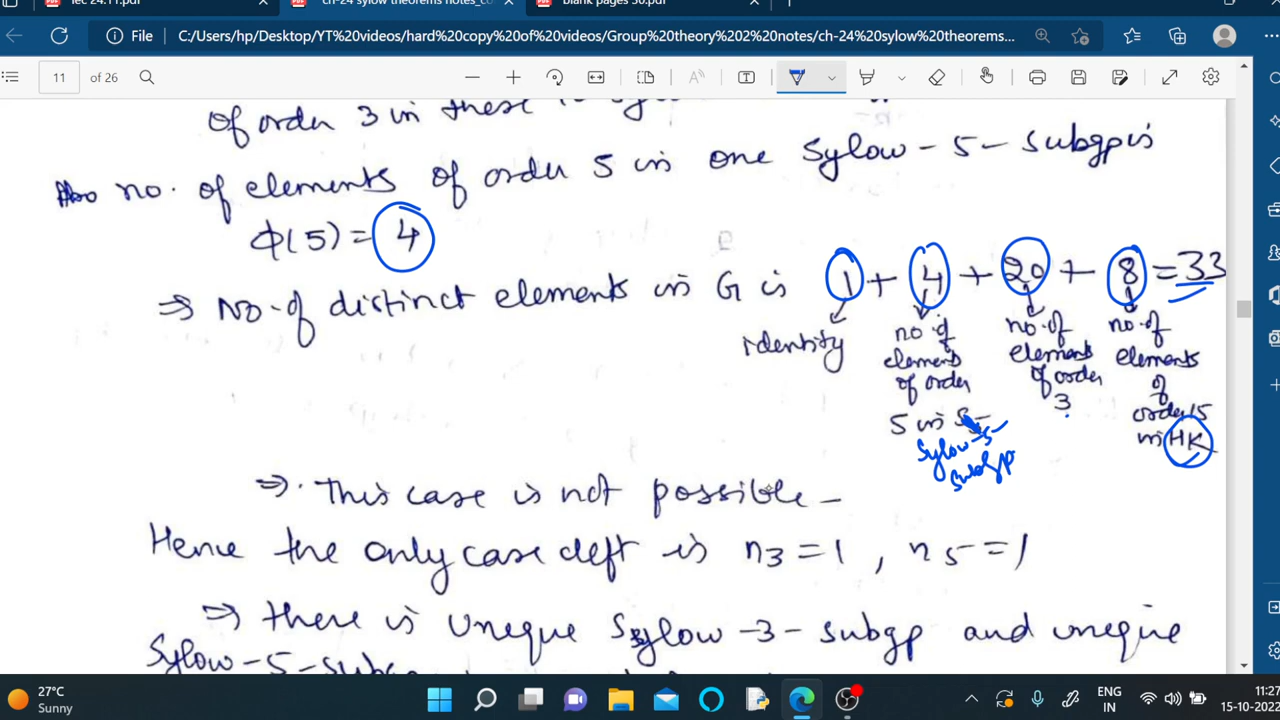 lec 24.11.pdf
ch-24 sylow theorems notes_co
blank pages 30.pdf
File
C:/Users/hp/Desktop/YT%20videos/hard%20copy%20of%20videos/Group%20theory%202%20notes/ch-24%20sylow%20theorems...
11 of 26
of order 3 in these
no. of elements of order 5 in one Sylow-5-subgp is
ϕ(5) = 4
⇒ No. of distinct elements in G is 1 + 4 + 20 + 8 = 33
identity
no. of elements of order 5 in Sylow-5-subgp
no. of elements of order 3
no. of elements of order 15 in HK
⇒ This case is not possible –
Hence the only case left is n3 = 1, n5 = 1
⇒ there is unique Sylow-3-subgp and unique
27°C
Sunny
ENG
IN
11:27
15-10-2022